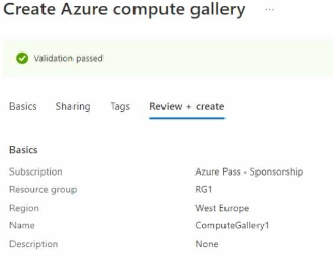 Create Azure compute gallery ...
Validation passed
Basics Sharing Tags Review + create
Basics
Subscription Azure Pass - Sponsorship
Resource group RG1
Region West Europe
Name ComputeGallery1
Description None